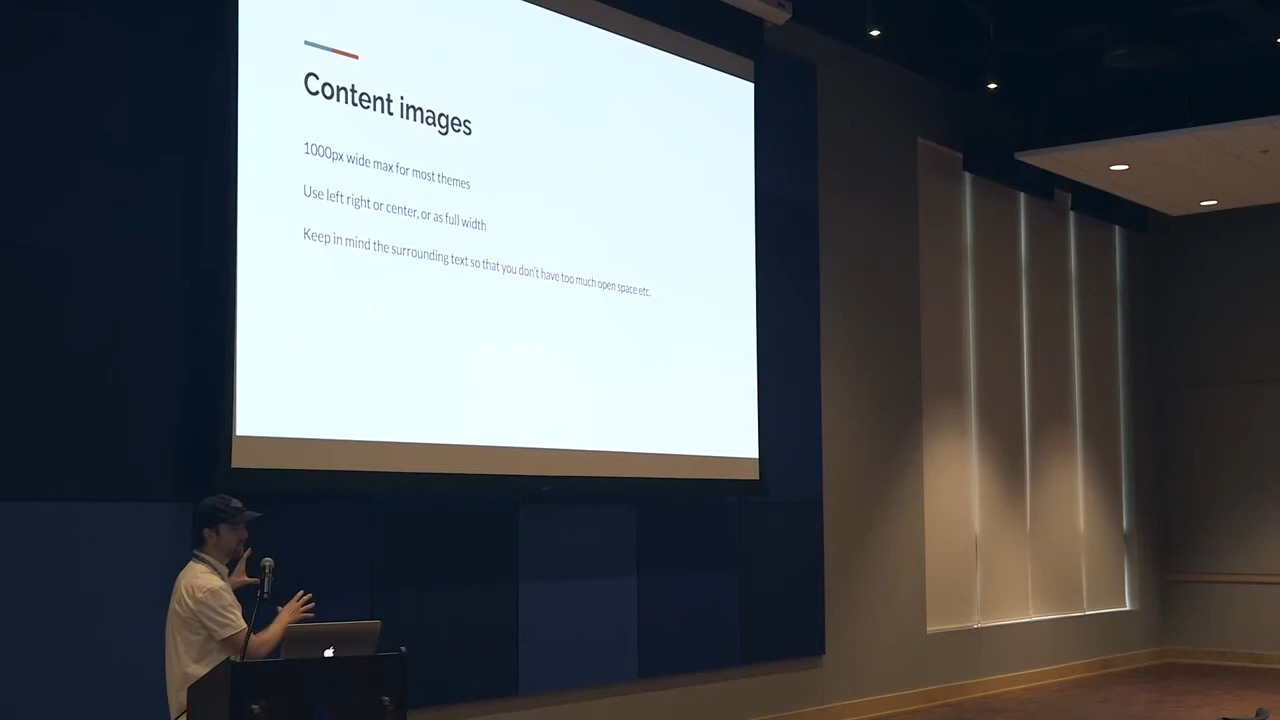 Content images
1000px wide max for most themes
Use left right or center, or as full width
Keep in mind the surrounding text so that you don't have too much open space etc.